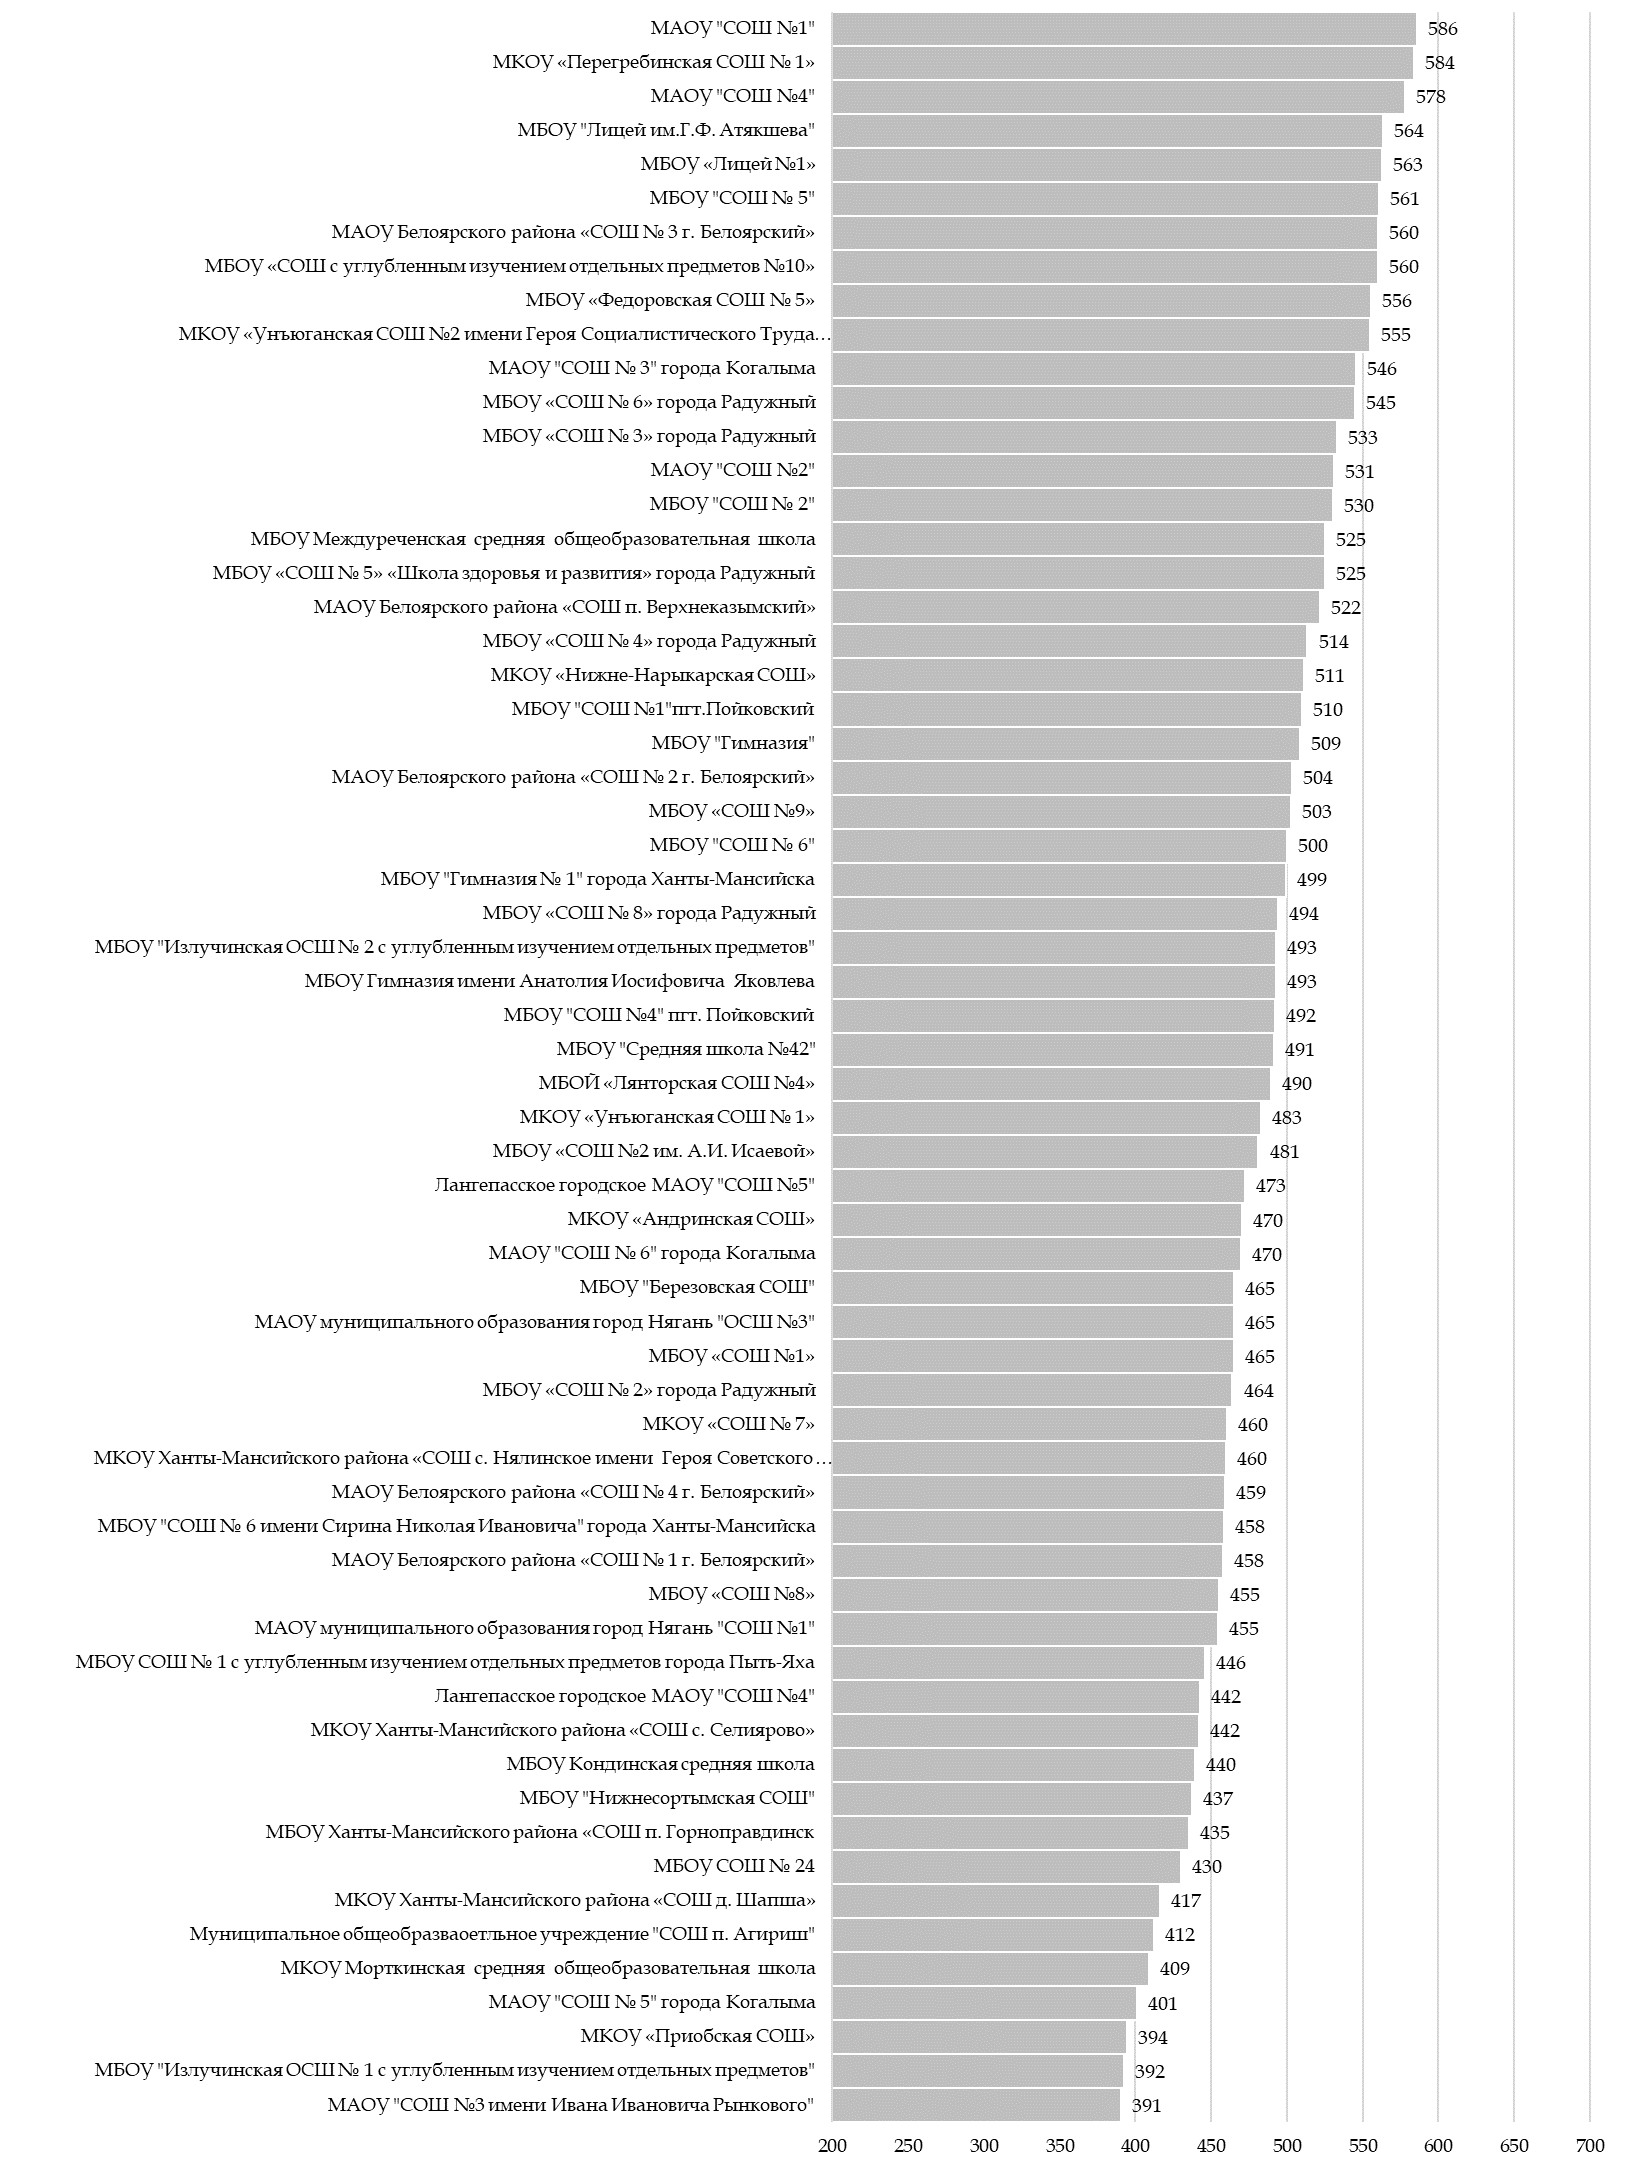 МАОУ "СОШ №1" 586
МКОУ «Перегребинская СОШ № 1» 584
МАОУ "СОШ №4" 578
МБОУ "Лицей им.Г.Ф. Атякшева" 564
МБОУ «Лицей №1» 563
МБОУ "СОШ № 5" 561
МАОУ Белоярского района «СОШ № 3 г. Белоярский» 560
МБОУ «СОШ с углубленным изучением отдельных предметов №10» 560
МБОУ «Федоровская СОШ № 5» 556
МКОУ «Унъюганская СОШ №2 имени Героя Социалистического Труда… 555
МАОУ "СОШ № 3" города Когалыма 546
МБОУ «СОШ № 6» города Радужный 545
МБОУ «СОШ № 3» города Радужный 533
МАОУ "СОШ №2" 531
МБОУ "СОШ № 2" 530
МБОУ Междуреченская средняя общеобразовательная школа 525
МБОУ «СОШ № 5» «Школа здоровья и развития» города Радужный 525
МАОУ Белоярского района «СОШ п. Верхнеказымский» 522
МБОУ «СОШ № 4» города Радужный 514
МКОУ «Нижне-Нарыкарская СОШ» 511
МБОУ "СОШ №1"пгт.Пойковский 510
МБОУ "Гимназия" 509
МАОУ Белоярского района «СОШ № 2 г. Белоярский» 504
МБОУ «СОШ №9» 503
МБОУ "СОШ № 6" 500
МБОУ "Гимназия № 1" города Ханты-Мансийска 499
МБОУ «СОШ № 8» города Радужный 494
МБОУ "Излучинская ОСШ № 2 с углубленным изучением отдельных предметов" 493
МБОУ Гимназия имени Анатолия Иосифовича Яковлева 493
МБОУ "СОШ №4" пгт. Пойковский 492
МБОУ "Средняя школа №42" 491
МБОЙ «Лянторская СОШ №4» 490
МКОУ «Унъюганская СОШ № 1» 483
МБОУ «СОШ №2 им. А.И. Исаевой» 481
Лангепасское городское МАОУ "СОШ №5" 473
МКОУ «Андринская СОШ» 470
МАОУ "СОШ № 6" города Когалыма 470
МБОУ "Березовская СОШ" 465
МАОУ муниципального образования город Нягань "ОСШ №3" 465
МБОУ «СОШ №1» 465
МБОУ «СОШ № 2» города Радужный 464
МКОУ «СОШ № 7» 460
МКОУ Ханты-Мансийского района «СОШ с. Нялинское имени Героя Советского… 460
МАОУ Белоярского района «СОШ № 4 г. Белоярский» 459
МБОУ "СОШ № 6 имени Сирина Николая Ивановича" города Ханты-Мансийска 458
МАОУ Белоярского района «СОШ № 1 г. Белоярский» 458
МБОУ «СОШ №8» 455
МАОУ муниципального образования город Нягань "СОШ №1" 455
МБОУ СОШ № 1 с углубленным изучением отдельных предметов города Пыть-Яха 446
Лангепасское городское МАОУ "СОШ №4" 442
МКОУ Ханты-Мансийского района «СОШ с. Селиярово» 442
МБОУ Кондинская средняя школа 440
МБОУ "Нижнесортымская СОШ" 437
МБОУ Ханты-Мансийского района «СОШ п. Горноправдинск 435
МБОУ СОШ № 24 430
МКОУ Ханты-Мансийского района «СОШ д. Шапша» 417
Муниципальное общеобразваоетльное учреждение "СОШ п. Агириш" 412
МКОУ Морткинская средняя общеобразовательная школа 409
МАОУ "СОШ № 5" города Когалыма 401
МКОУ «Приобская СОШ» 394
МБОУ "Излучинская ОСШ № 1 с углубленным изучением отдельных предметов" 392
МАОУ "СОШ №3 имени Ивана Ивановича Рынкового" 391
200 250 300 350 400 450 500 550 600 650 700